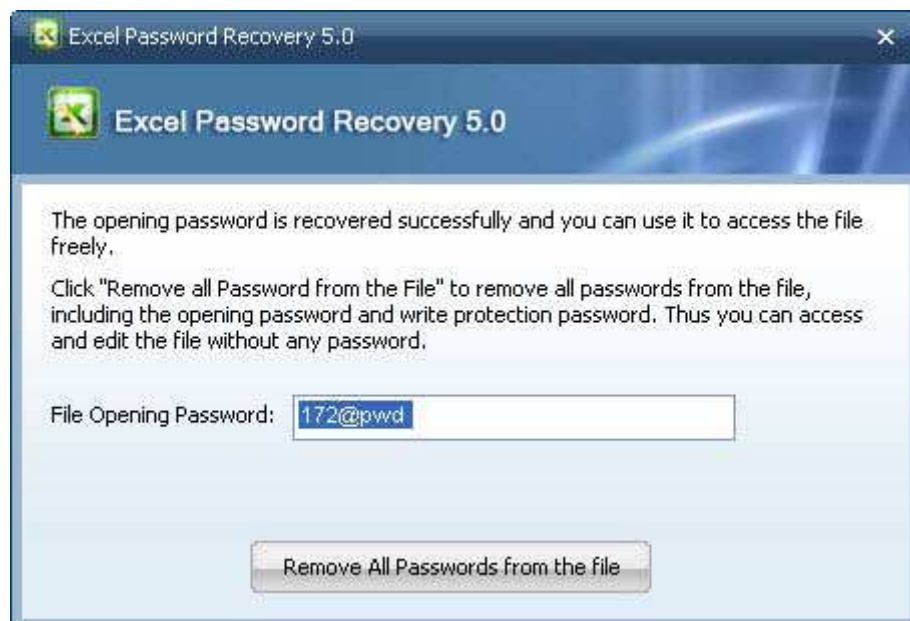 Excel Password Recovery 5.0
Excel Password Recovery 5.0
The opening password is recovered successfully and you can use it to access the file
freely.
Click "Remove all Password from the File" to remove all passwords from the file,
including the opening password and write protection password. Thus you can access
and edit the file without any password.
File Opening Password: 172@pwd
Remove All Passwords from the file